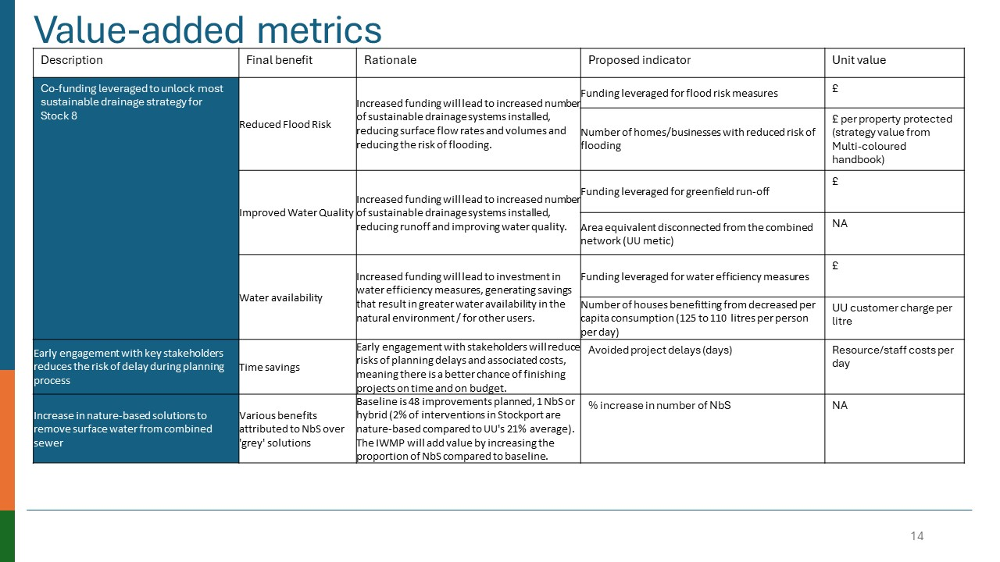 Value-added metrics
Description
Final benefit
Rationale
Proposed indicator
Unit value
Co-funding leveraged to unlock most
sustainable drainage strategy for
Stock 8
Reduced Flood Risk
Increased funding will lead to increased number
of sustainable drainage systems installed,
reducing surface flow rates and volumes and
reducing the risk of flooding.
Funding leveraged for flood risk measures
£
Number of homes/businesses with reduced risk of
flooding
£ per property protected
(strategy value from
Multi-coloured
handbook)
Improved Water Quality
Increased funding will lead to increased number
of sustainable drainage systems installed,
reducing runoff and improving water quality.
Funding leveraged for greenfield run-off
£
Area equivalent disconnected from the combined
network (UU metic)
NA
Water availability
Increased funding will lead to investment in
water efficiency measures, generating savings
that result in greater water availability in the
natural environment / for other users.
Funding leveraged for water efficiency measures
£
Number of houses benefitting from decreased per
capita consumption (125 to 110 litres per person
per day)
UU customer charge per
litre
Early engagement with key stakeholders
reduces the risk of delay during planning
process
Time savings
Early engagement with stakeholders will reduce
risks of planning delays and associated costs,
meaning there is a better chance of finishing
projects on time and on budget.
Avoided project delays (days)
Resource/staff costs per
day
Increase in nature-based solutions to
remove surface water from combined
sewer
Various benefits
attributed to NbS over
'grey' solutions
Baseline is 48 improvements planned, 1 NbS or
hybrid (2% of interventions in Stockport are
nature-based compared to UU's 21% average).
The IWMP will add value by increasing the
proportion of NbS compared to baseline.
% increase in number of NbS
NA
14